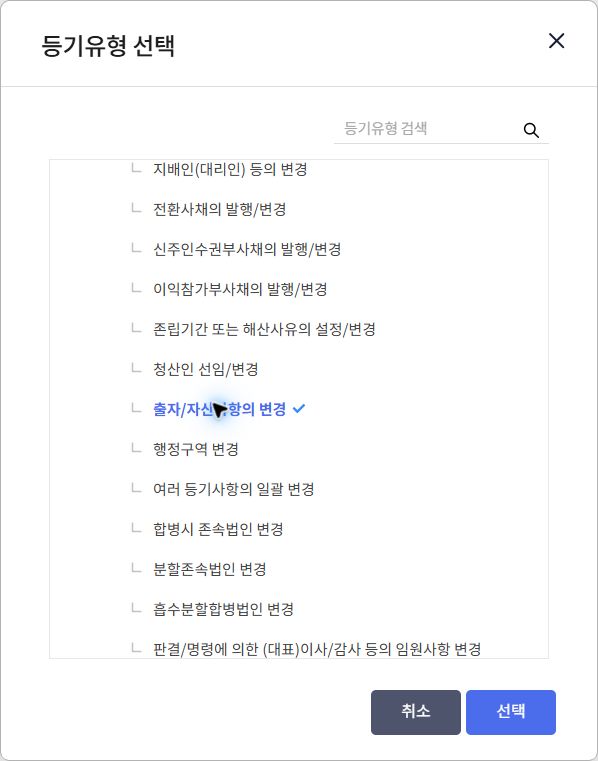 등기유형 선택
등기유형 검색
지배인(대리인) 등의 변경
전환사채의 발행/변경
신주인수권부사채의 발행/변경
이익참가부사채의 발행/변경
존립기간 또는 해산사유의 설정/변경
청산인 선임/변경
출자/자산사항의 변경
행정구역 변경
여러 등기사항의 일괄 변경
합병시 존속법인 변경
분할존속법인 변경
흡수분할합병법인 변경
판결/명령에 의한 (대표)이사/감사 등의 임원사항 변경
취소
선택